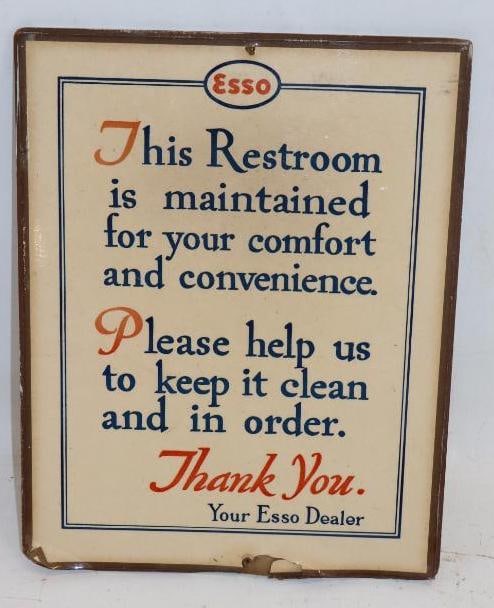 Esso
This Restroom
is maintained
for your comfort
and convenience.
Please help us
to keep it clean
and in order.
Thank You.
Your Esso Dealer